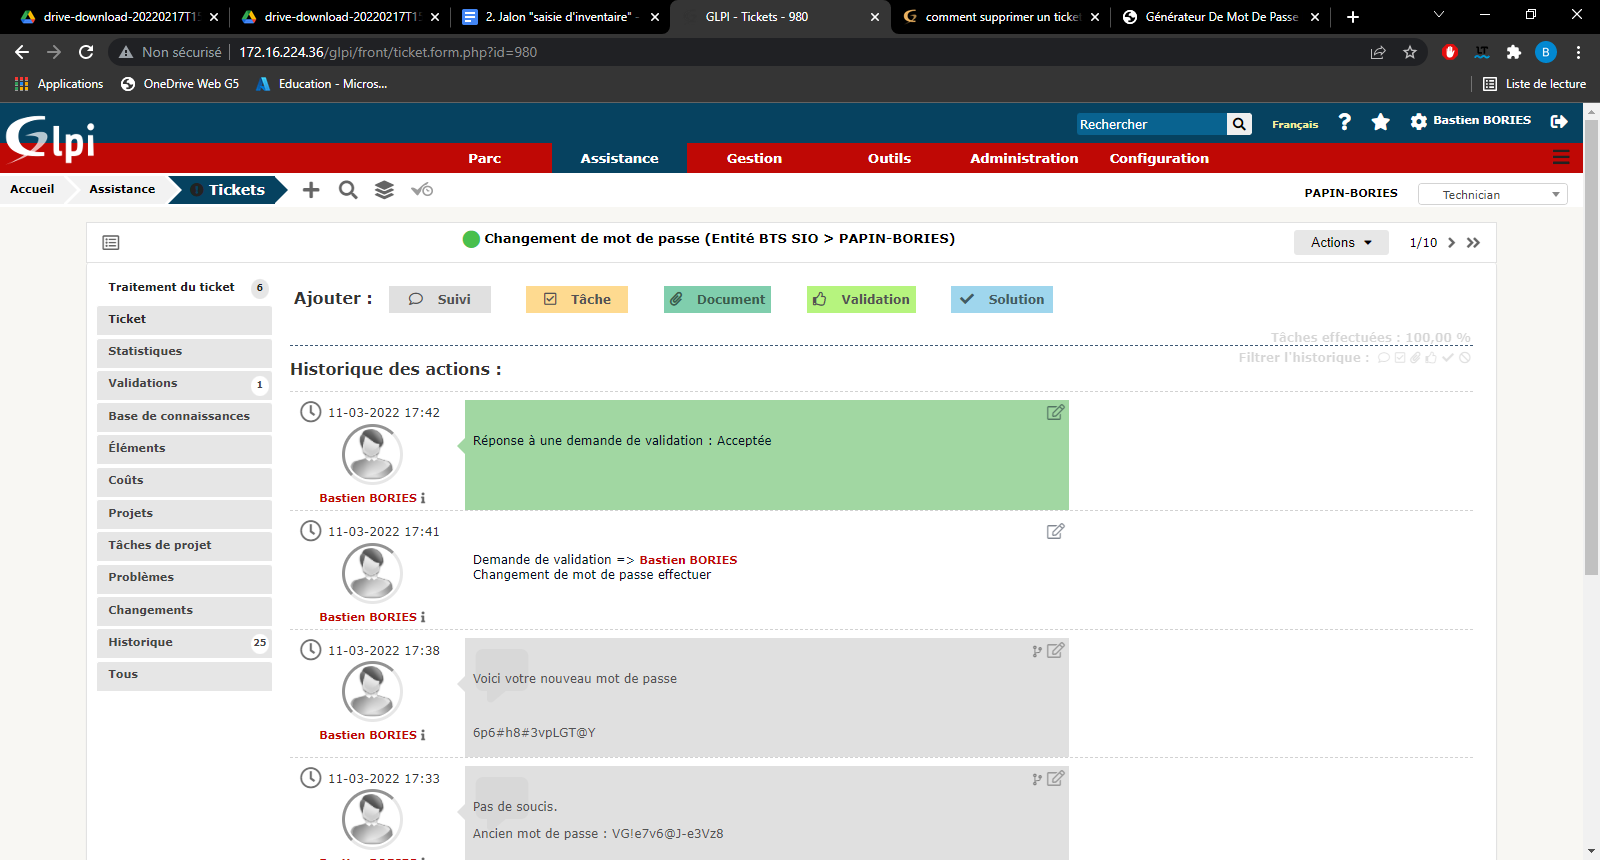 drive-download-20220217T15
drive-download-20220217T15
2. Jalon "saisie d'inventaire" -
GLPI - Tickets - 980
comment supprimer un ticket
Générateur De Mot De Passe
Non sécurisé
172.16.224.36/glpi/front/ticket.form.php?id=980
B
Applications
OneDrive Web G5
Education - Micros...
Liste de lecture
Glpi
Rechercher
Français
Bastien BORIES
Parc
Assistance
Gestion
Outils
Administration
Configuration
Accueil
Assistance
Tickets
PAPIN-BORIES
Technician
Changement de mot de passe (Entité BTS SIO > PAPIN-BORIES)
Actions
1/10
Traitement du ticket 6
Ticket
Statistiques
Validations 1
Base de connaissances
Éléments
Coûts
Projets
Tâches de projet
Problèmes
Changements
Historique 25
Tous
Ajouter :
Suivi
Tâche
Document
Validation
Solution
Tâches effectuées : 100,00 %
Filtrer l'historique :
Historique des actions :
11-03-2022 17:42
Bastien BORIES
Réponse à une demande de validation : Acceptée
11-03-2022 17:41
Bastien BORIES
Demande de validation => Bastien BORIES
Changement de mot de passe effectuer
11-03-2022 17:38
Bastien BORIES
Voici votre nouveau mot de passe
6p6#h8#3vpLGT@Y
11-03-2022 17:33
Pas de soucis.
Ancien mot de passe : VG!e7v6@J-e3Vz8